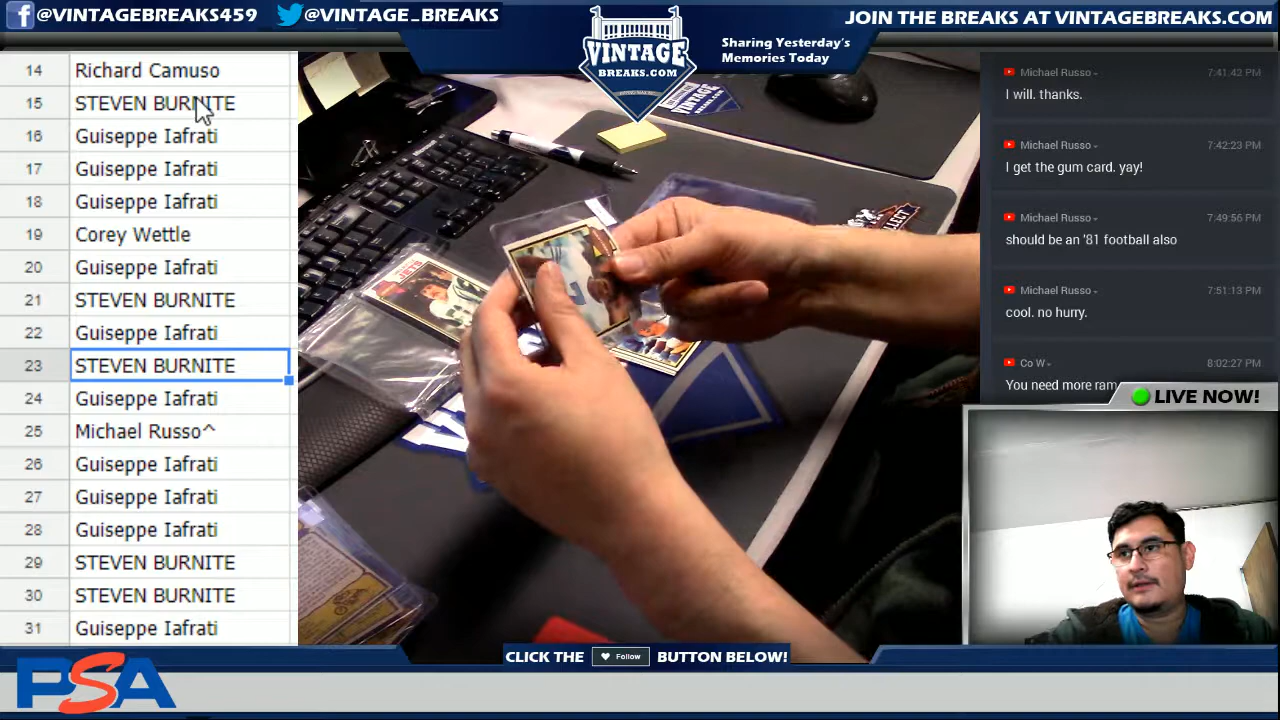 @VINTAGEBREAKS459 @VINTAGE_BREAKS
JOIN THE BREAKS AT VINTAGEBREAKS.COM
VINTAGE
BREAKS.COM
Sharing Yesterday's
Memories Today
14 Richard Camuso
15 STEVEN BURNITE
16 Guiseppe Iafrati
17 Guiseppe Iafrati
18 Guiseppe Iafrati
19 Corey Wettle
20 Guiseppe Iafrati
21 STEVEN BURNITE
22 Guiseppe Iafrati
23 STEVEN BURNITE
24 Guiseppe Iafrati
25 Michael Russo^
26 Guiseppe Iafrati
27 Guiseppe Iafrati
28 Guiseppe Iafrati
29 STEVEN BURNITE
30 STEVEN BURNITE
31 Guiseppe Iafrati
VINTAGE
JETS
Michael Russo 7:41:42 PM
I will. thanks.
Michael Russo 7:42:23 PM
I get the gum card. yay!
Michael Russo 7:49:56 PM
should be an '81 football also
Michael Russo 7:51:13 PM
cool. no hurry.
Co W 8:02:27 PM
You need more ram
LIVE NOW!
CLICK THE Follow BUTTON BELOW!
PSA